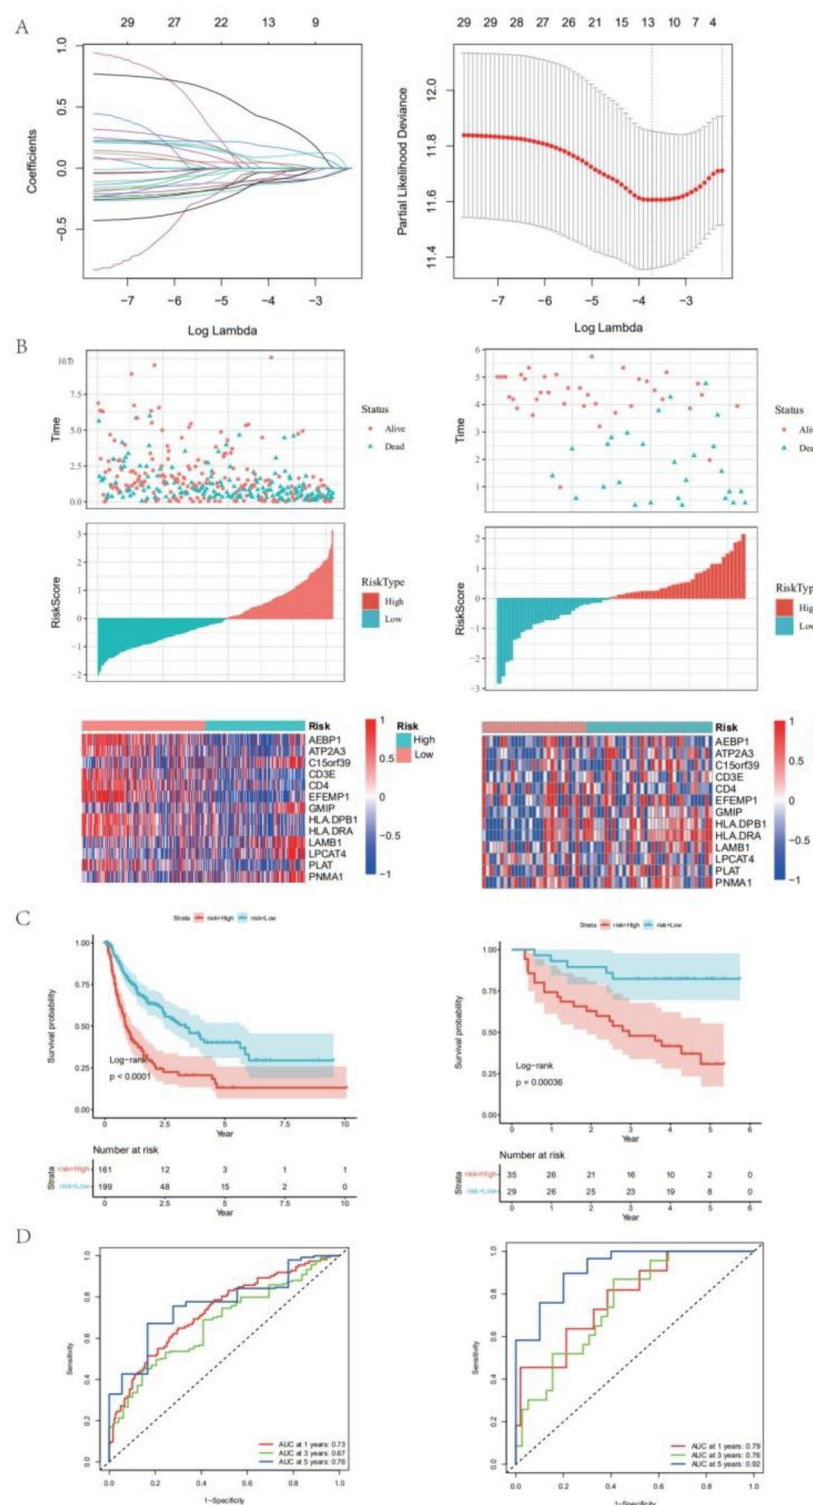 A
29 27 22 13 9
1.0
0.5
0.0
−0.5
Coefficients
−7 −6 −5 −4 −3
Log Lambda
29 29 28 27 26 21 15 13 10 7 4
12.0
11.8
11.6
11.4
Partial Likelihood Deviance
−7 −6 −5 −4 −3
Log Lambda
B
7.5
5.0
2.5
0.0
Time
Status
Alive
Dead
6
5
4
3
2
1
Time
Status
Aliv
Dea
3
2
1
0
−1
−2
RiskScore
RiskType
High
Low
2
1
0
−1
−2
−3
RiskScore
RiskTyp
Hig
Low
Risk
AEBP1
ATP2A3
C15orf39
CD3E
CD4
EFEMP1
GMIP
HLA.DPB1
HLA.DRA
LAMB1
LPCAT4
PLAT
PNMA1
1
0.5
0
−0.5
−1
Risk
High
Low
Risk
AEBP1
ATP2A3
C15orf39
CD3E
CD4
EFEMP1
GMIP
HLA.DPB1
HLA.DRA
LAMB1
LPCAT4
PLAT
PNMA1
1
0.5
0
−0.5
−1
C
Strata risk=High risk=Low
1.00
0.75
0.50
0.25
0.00
Survival probability
Log−rank
p < 0.0001
0 2.5 5 7.5 10
Year
Number at risk
Strata
risk=High 161 12 3 1 1
risk=Low 199 48 15 2 0
0 2.5 5 7.5 10
Year
Strata risk=High risk=Low
1.00
0.75
0.50
0.25
0.00
Survival probability
Log−rank
p = 0.00036
0 1 2 3 4 5 6
Year
Number at risk
Strata
risk=High 35 26 21 16 10 2 0
risk=Low 29 26 25 23 19 8 0
0 1 2 3 4 5 6
Year
D
1.0
0.8
0.6
0.4
0.2
0.0
Sensitivity
AUC at 1 years: 0.73
AUC at 3 years: 0.67
AUC at 5 years: 0.76
0.0 0.2 0.4 0.6 0.8 1.0
1−Specificity
1.0
0.8
0.6
0.4
0.2
0.0
Sensitivity
AUC at 1 years: 0.79
AUC at 3 years: 0.76
AUC at 5 years: 0.92
0.0 0.2 0.4 0.6 0.8 1.0
1−Specificity